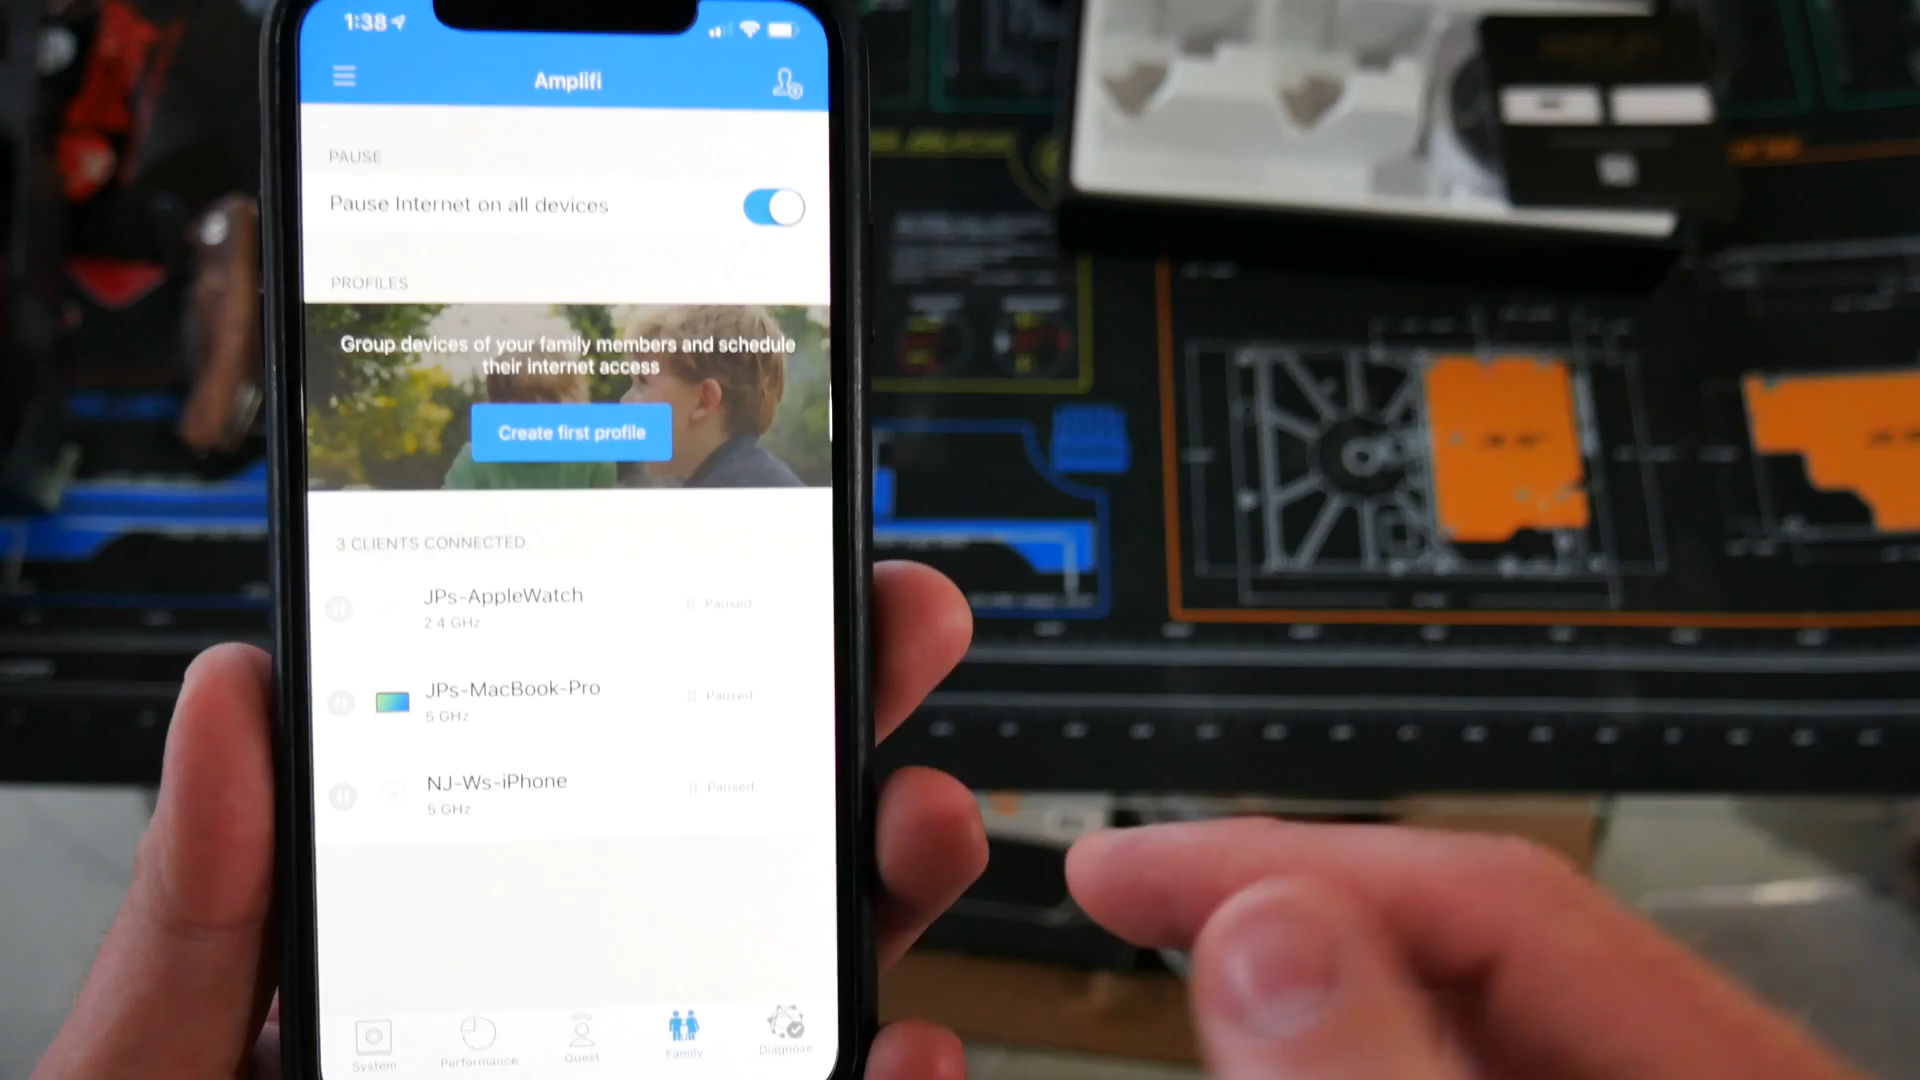 1:38
Amplifi
PAUSE
Pause Internet on all devices
PROFILES
Group devices of your family members and schedule
their internet access
Create first profile
3 CLIENTS CONNECTED
JPs-AppleWatch
2.4 GHz
Paused
JPs-MacBook-Pro
5 GHz
Paused
NJ-Ws-iPhone
5 GHz
Paused
System
Performance
Guest
Family
Diagnose